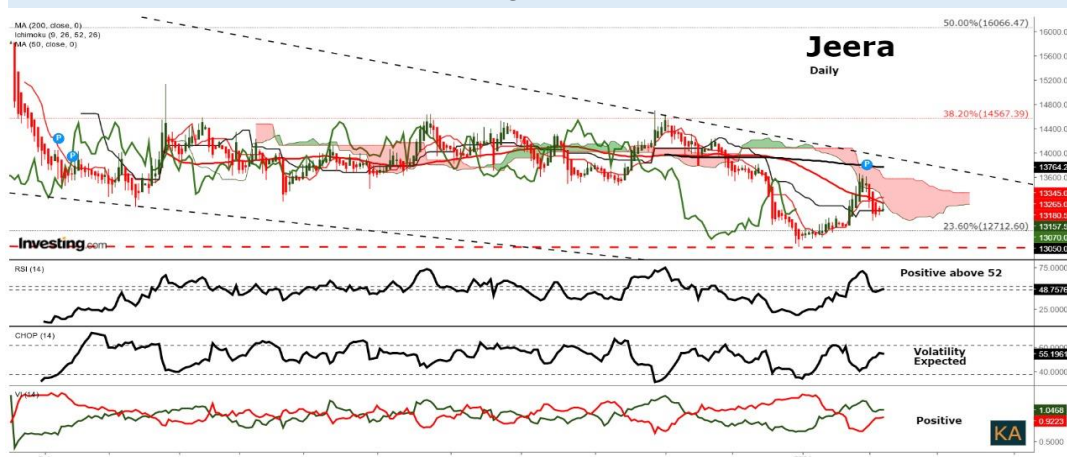 MA (200, close, 0)
Ichimoku (9, 26, 52, 26)
MA (50, close, 0)
50.00%(16066.47)
Jeera
Daily
38.20%(14567.39)
23.60%(12712.60)
Investing.com
16000.0
15600.0
15200.0
14800.0
14400.0
14000.0
13764.2
13600.0
13345.0
13265.0
13180.5
13157.5
13070.0
13050.0
P
P
P
RSI (14)
Positive above 52
75.0000
48.7576
25.0000
CHOP (14)
Volatility
Expected
55.1961
40.0000
VI (14)
Positive
1.0468
0.9223
0.5000
KA